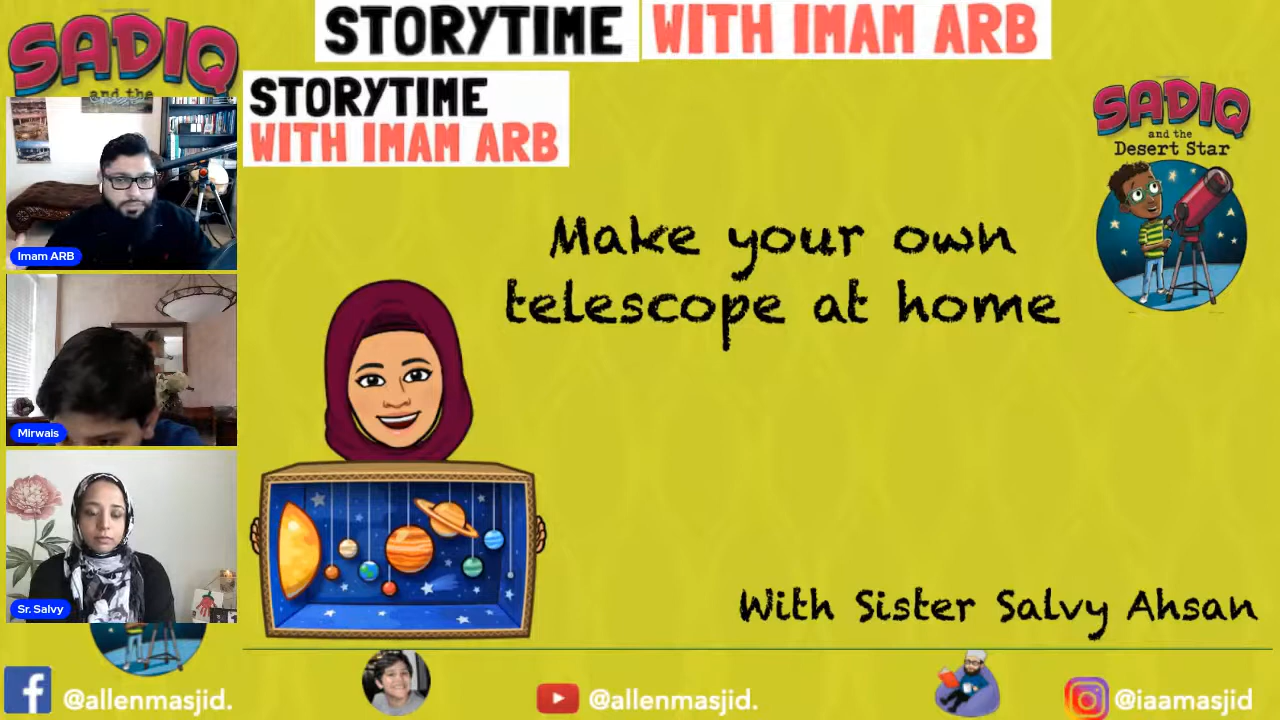 STORYTIME WITH IMAM ARB
SADIQ
and the
STORYTIME
WITH IMAM ARB
SADIQ
and the
Desert Star
Make your own
telescope at home
Imam ARB
Mirwais
Sr. Salvy
With Sister Salvy Ahsan
@allenmasjid.
@allenmasjid.
@iaamasjid